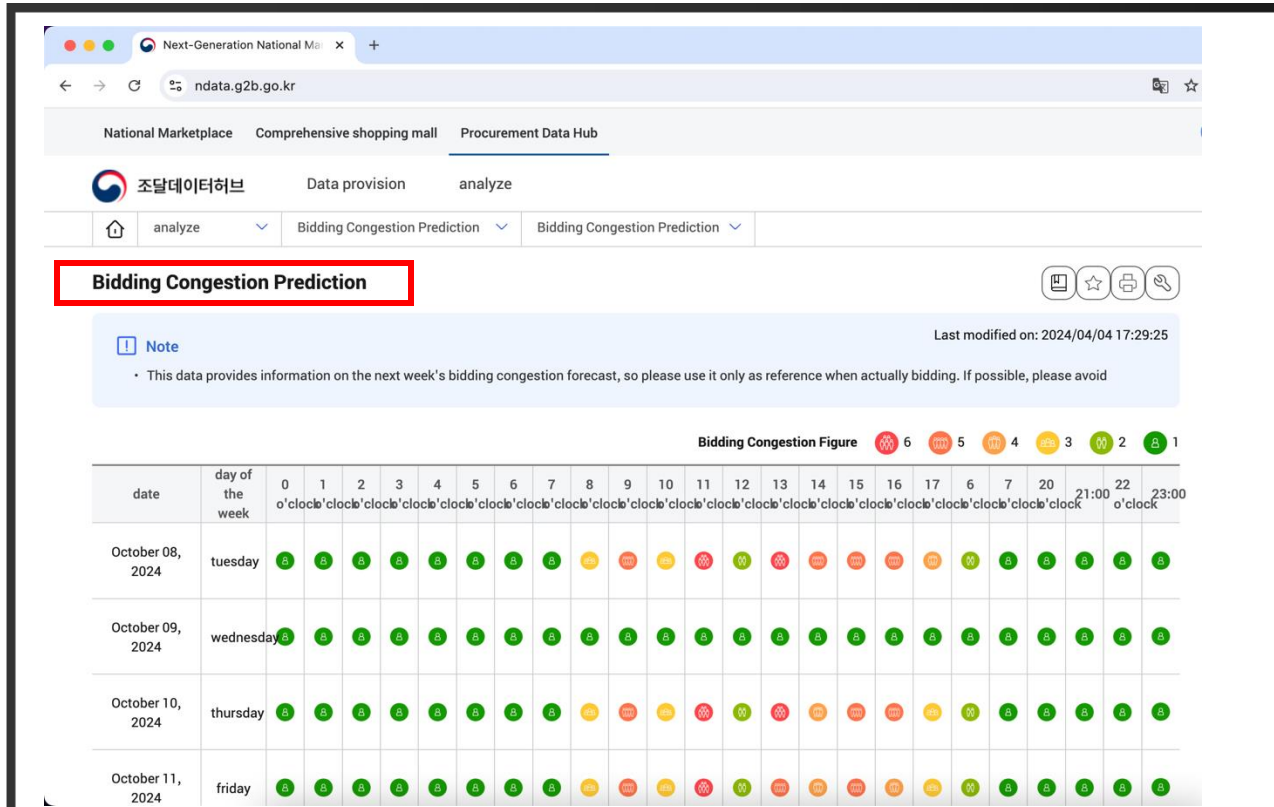 Next-Generation National Ma
ndata.g2b.go.kr
National Marketplace Comprehensive shopping mall Procurement Data Hub
조달데이터허브 Data provision analyze
analyze Bidding Congestion Prediction Bidding Congestion Prediction
Bidding Congestion Prediction
Note Last modified on: 2024/04/04 17:29:25
• This data provides information on the next week's bidding congestion forecast, so please use it only as reference when actually bidding. If possible, please avoid
Bidding Congestion Figure 6 5 4 3 2 1
date day of the week 0 o'clock 1 o'clock 2 o'clock 3 o'clock 4 o'clock 5 o'clock 6 o'clock 7 o'clock 8 o'clock 9 o'clock 10 o'clock 11 o'clock 12 o'clock 13 o'clock 14 o'clock 15 o'clock 16 o'clock 17 o'clock 6 o'clock 7 o'clock 20 o'clock 21:00 22 o'clock 23:00
October 08,
2024 tuesday
October 09,
2024 wednesday
October 10,
2024 thursday
October 11,
2024 friday